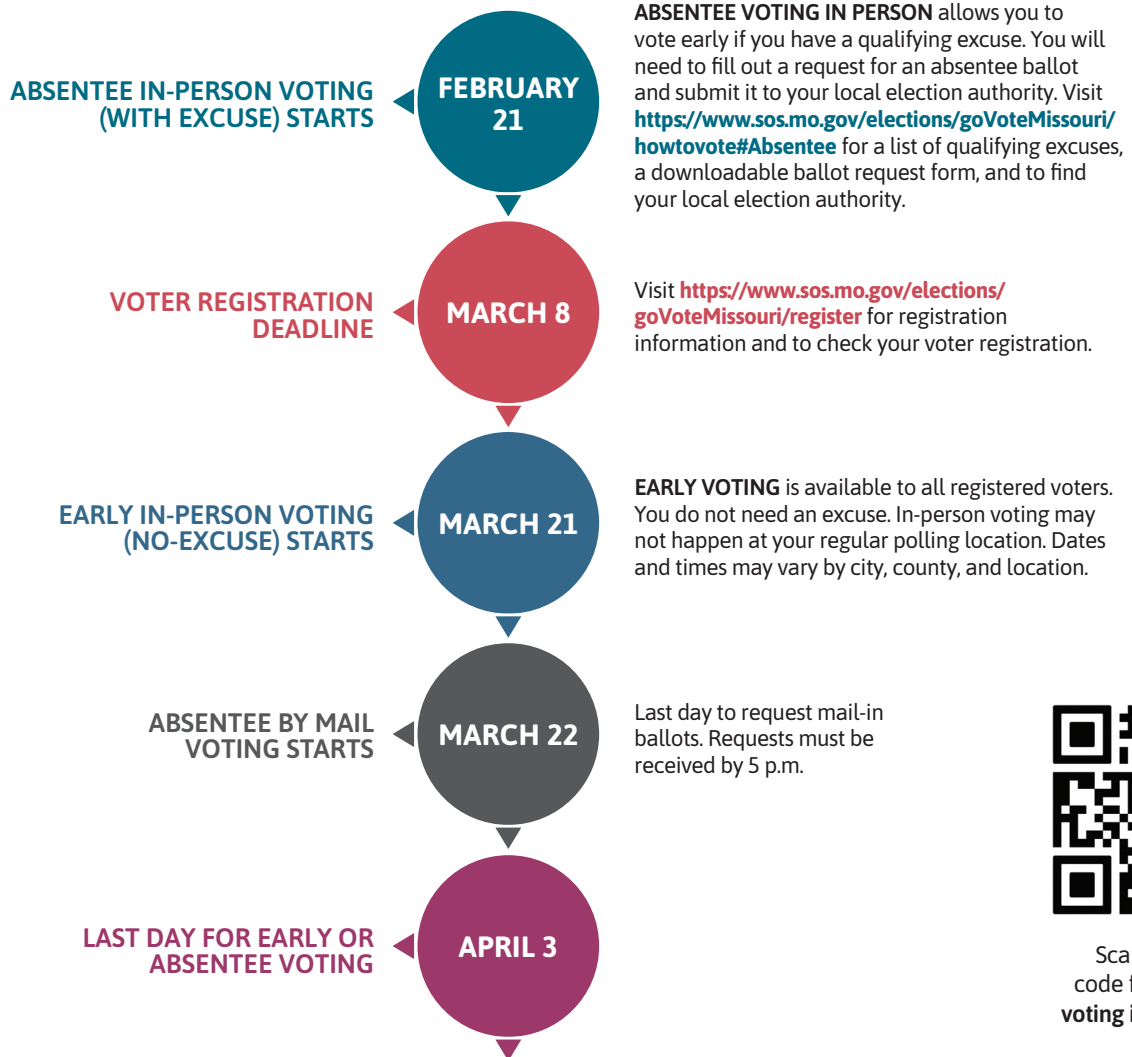 ABSENTEE IN-PERSON VOTING
(WITH EXCUSE) STARTS
FEBRUARY
21
ABSENTEE VOTING IN PERSON allows you to
vote early if you have a qualifying excuse. You will
need to fill out a request for an absentee ballot
and submit it to your local election authority. Visit
https://www.sos.mo.gov/elections/goVoteMissouri/
howtovote#Absentee for a list of qualifying excuses,
a downloadable ballot request form, and to find
your local election authority.
VOTER REGISTRATION
DEADLINE
MARCH 8
Visit https://www.sos.mo.gov/elections/
goVoteMissouri/register for registration
information and to check your voter registration.
EARLY IN-PERSON VOTING
(NO-EXCUSE) STARTS
MARCH 21
EARLY VOTING is available to all registered voters.
You do not need an excuse. In-person voting may
not happen at your regular polling location. Dates
and times may vary by city, county, and location.
ABSENTEE BY MAIL
VOTING STARTS
MARCH 22
Last day to request mail-in
ballots. Requests must be
received by 5 p.m.
LAST DAY FOR EARLY OR
ABSENTEE VOTING
APRIL 3
code
voting